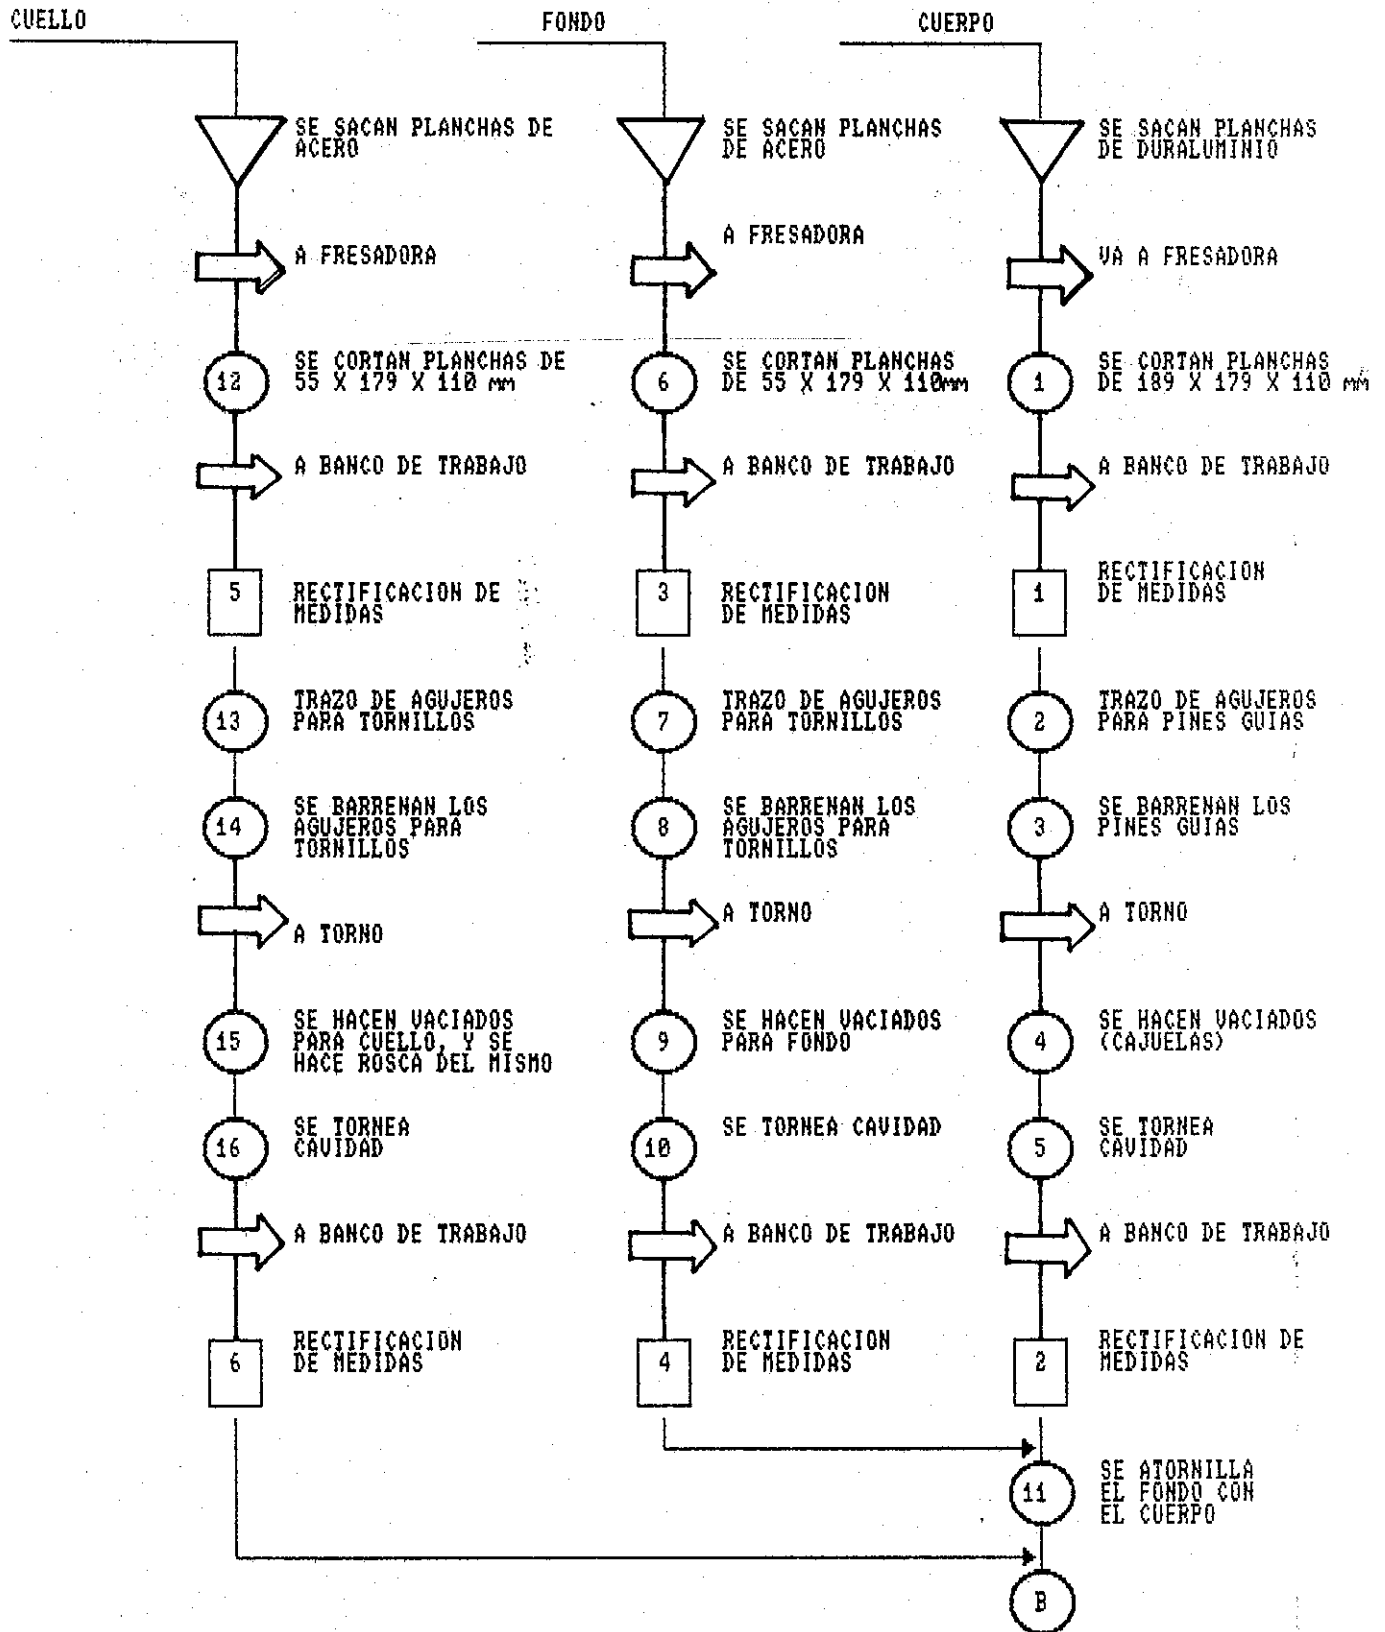 CUELLO
FONDO
CUERPO
SE SACAN PLANCHAS DE
ACERO
SE SACAN PLANCHAS
DE ACERO
SE SACAN PLANCHAS
DE DURALUMINIO
A FRESADORA
A FRESADORA
VA A FRESADORA
12
SE CORTAN PLANCHAS DE
55 X 179 X 110 mm
6
SE CORTAN PLANCHAS
DE 55 X 179 X 110mm
1
SE CORTAN PLANCHAS
DE 189 X 179 X 110 mm
A BANCO DE TRABAJO
A BANCO DE TRABAJO
A BANCO DE TRABAJO
5
RECTIFICACION DE
MEDIDAS
3
RECTIFICACION
DE MEDIDAS
1
RECTIFICACION
DE MEDIDAS
13
TRAZO DE AGUJEROS
PARA TORNILLOS
7
TRAZO DE AGUJEROS
PARA TORNILLOS
2
TRAZO DE AGUJEROS
PARA PINES GUIAS
14
SE BARRENAN LOS
AGUJEROS PARA
TORNILLOS
8
SE BARRENAN LOS
AGUJEROS PARA
TORNILLOS
3
SE BARRENAN LOS
PINES GUIAS
A TORNO
A TORNO
A TORNO
15
SE HACEN VACIADOS
PARA CUELLO, Y SE
HACE ROSCA DEL MISMO
9
SE HACEN VACIADOS
PARA FONDO
4
SE HACEN VACIADOS
(CAJUELAS)
16
SE TORNEA
CAVIDAD
10
SE TORNEA CAVIDAD
5
SE TORNEA
CAVIDAD
A BANCO DE TRABAJO
A BANCO DE TRABAJO
A BANCO DE TRABAJO
6
RECTIFICACION
DE MEDIDAS
4
RECTIFICACION
DE MEDIDAS
2
RECTIFICACION DE
MEDIDAS
11
SE ATORNILLA
EL FONDO CON
EL CUERPO
B